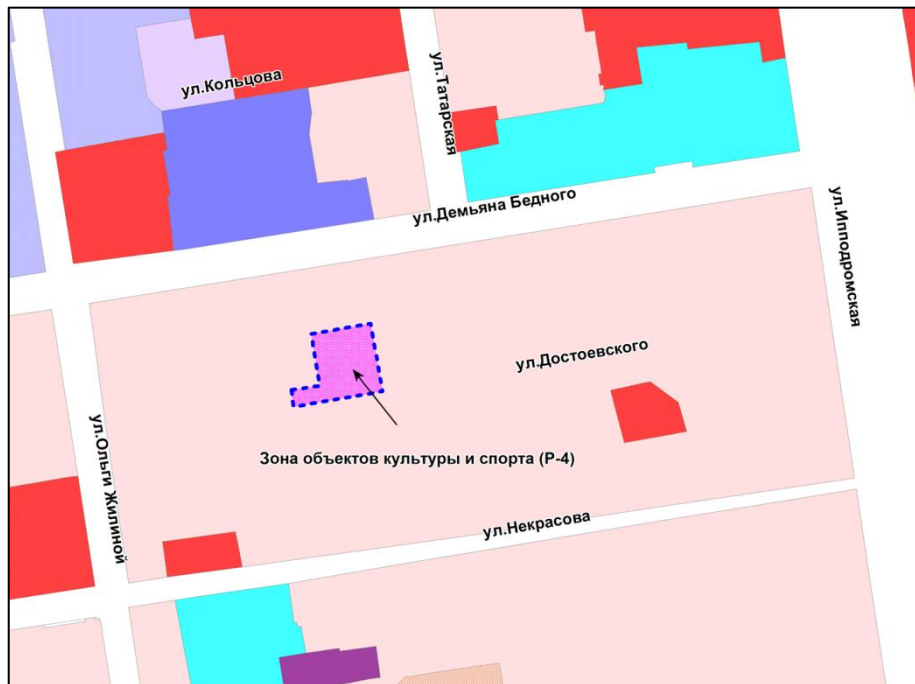 ул.Кольцова
ул.Татарская
ул.Демьяна Бедного
ул.Ипподромская
ул.Достоевского
ул.Ольги Жилиной
Зона объектов культуры и спорта (Р-4)
ул.Некрасова